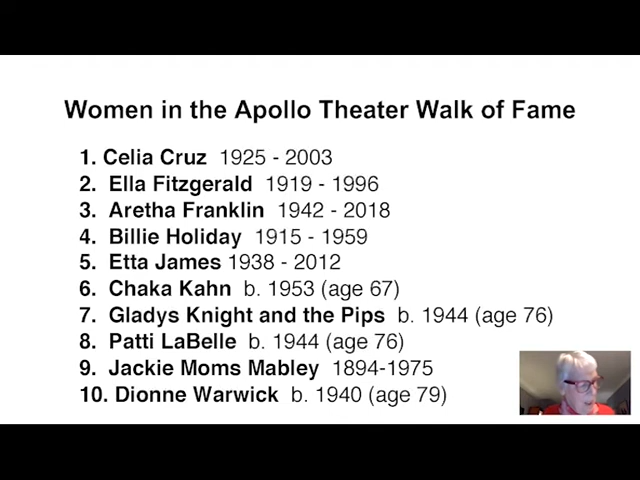 Women in the Apollo Theater Walk of Fame
1. Celia Cruz 1925 - 2003
2. Ella Fitzgerald 1919 - 1996
3. Aretha Franklin 1942 - 2018
4. Billie Holiday 1915 - 1959
5. Etta James 1938 - 2012
6. Chaka Kahn b. 1953 (age 67)
7. Gladys Knight and the Pips b. 1944 (age 76)
8. Patti LaBelle b. 1944 (age 76)
9. Jackie Moms Mabley 1894-1975
10. Dionne Warwick b. 1940 (age 79)